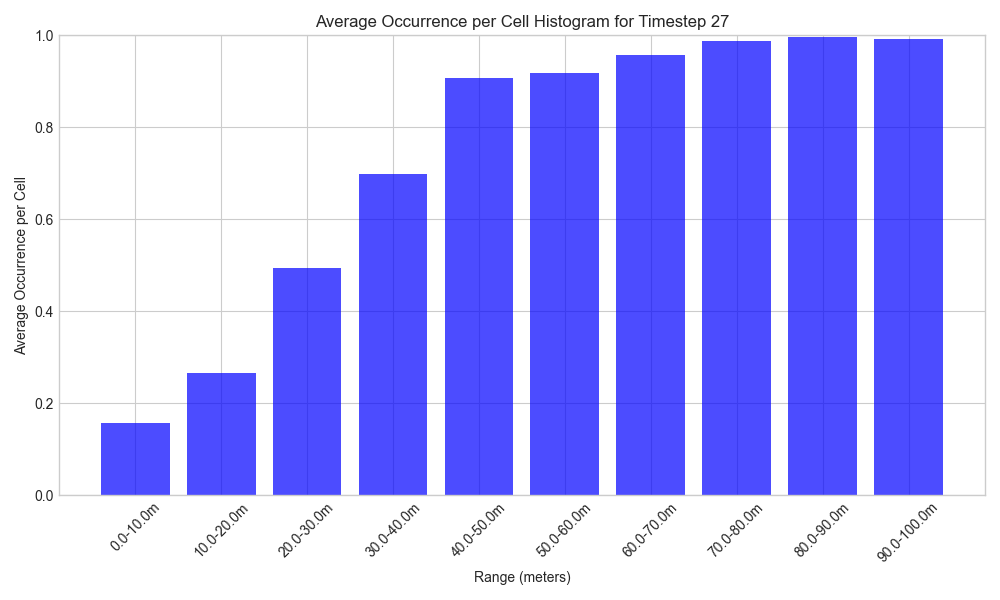 Average Occurrence per Cell Histogram for Timestep 27
1.0
0.8
0.6
0.4
0.2
0.0
Average Occurrence per Cell
0.0-10.0m
10.0-20.0m
20.0-30.0m
30.0-40.0m
40.0-50.0m
50.0-60.0m
60.0-70.0m
70.0-80.0m
80.0-90.0m
90.0-100.0m
Range (meters)